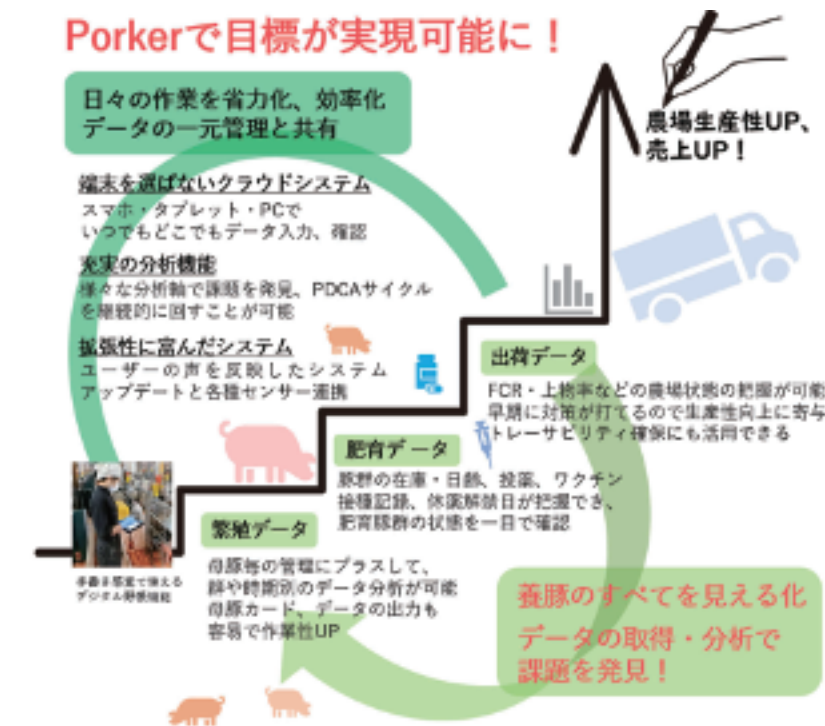 Porkerで目標が実現可能に！
日々の作業を省力化、効率化
データの一元管理と共有
農場生産性UP、
売上UP！
端末を選ばないクラウドシステム
スマホ・タブレット・PCで
いつでもどこでもデータ入力、確認
充実の分析機能
様々な分析軸で課題を発見、PDCAサイクル
を継続的に回すことが可能
拡張性に富んだシステム
ユーザーの声を反映したシステム
アップデートと各種センサー連携
出荷データ
FCR・上物率などの農場状態の把握が可能
早期に対策が打てるので生産性向上に寄与
トレーサビリティ確保にも活用できる
肥育データ
豚群の在庫・日齢、投薬、ワクチン
接種記録、休薬解禁日が把握でき、
肥育豚群の状態を一目で確認
繁殖データ
母豚毎の管理にプラスして、
群や時期別のデータ分析が可能
母豚カード、データの出力も
容易で作業性UP
手書き感覚で使える
デジタル野帳機能
養豚のすべてを見える化
データの取得・分析で
課題を発見！